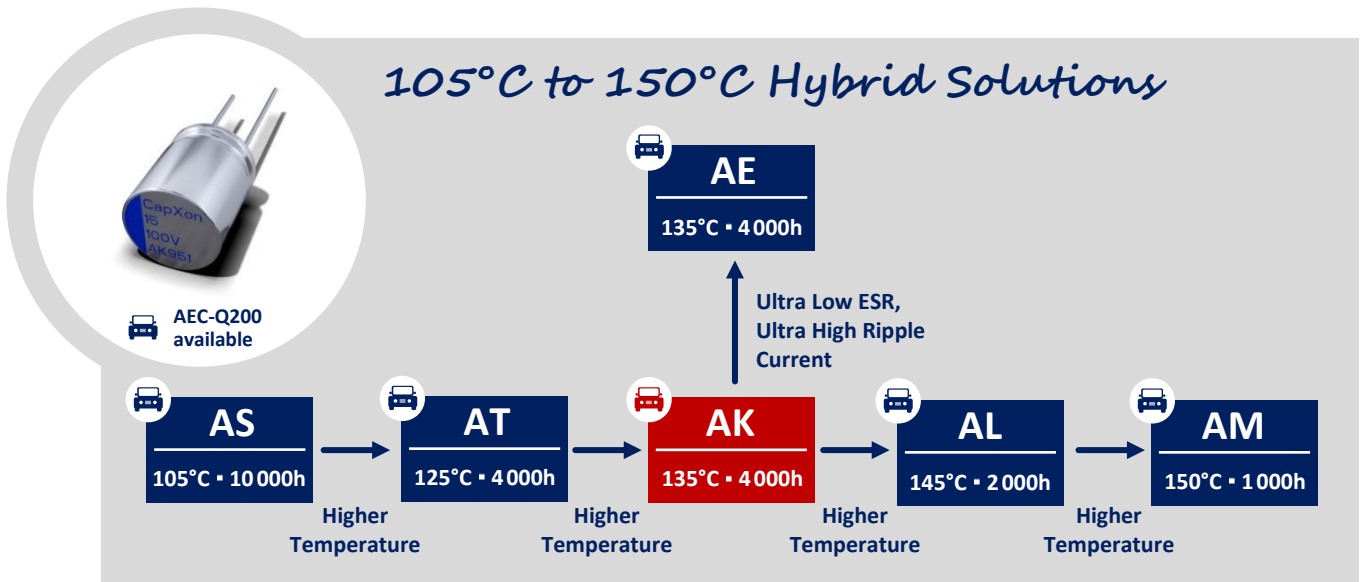 105°C to 150°C Hybrid Solutions
CapXon
15
100V
AK951
AEC-Q200
available
AE
135°C ▪ 4 000h
Ultra Low ESR,
Ultra High Ripple
Current
AS
105°C ▪ 10 000h
Higher
Temperature
AT
125°C ▪ 4 000h
Higher
Temperature
AK
135°C ▪ 4 000h
Higher
Temperature
AL
145°C ▪ 2 000h
Higher
Temperature
AM
150°C ▪ 1 000h